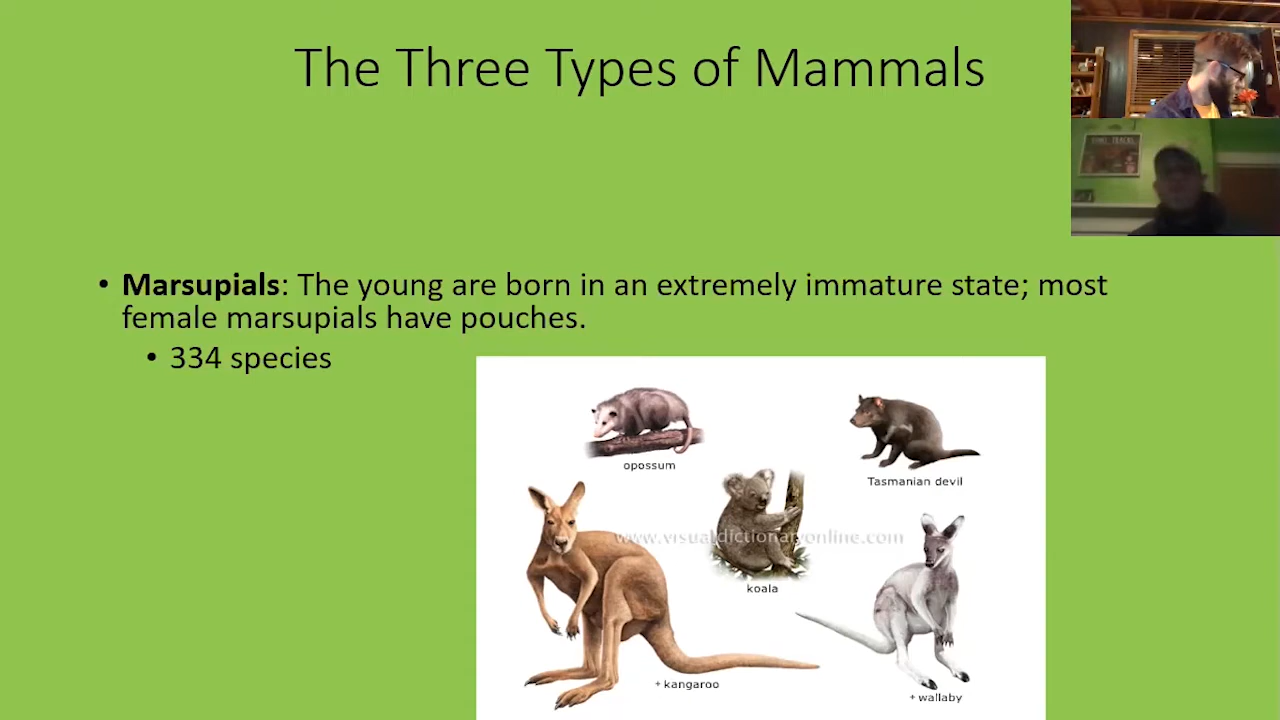 The Three Types of Mammals
• Marsupials: The young are born in an extremely immature state; most
female marsupials have pouches.
• 334 species
opossum
Tasmanian devil
www.visualdictionaryonline.com
koala
+ kangaroo
+ wallaby